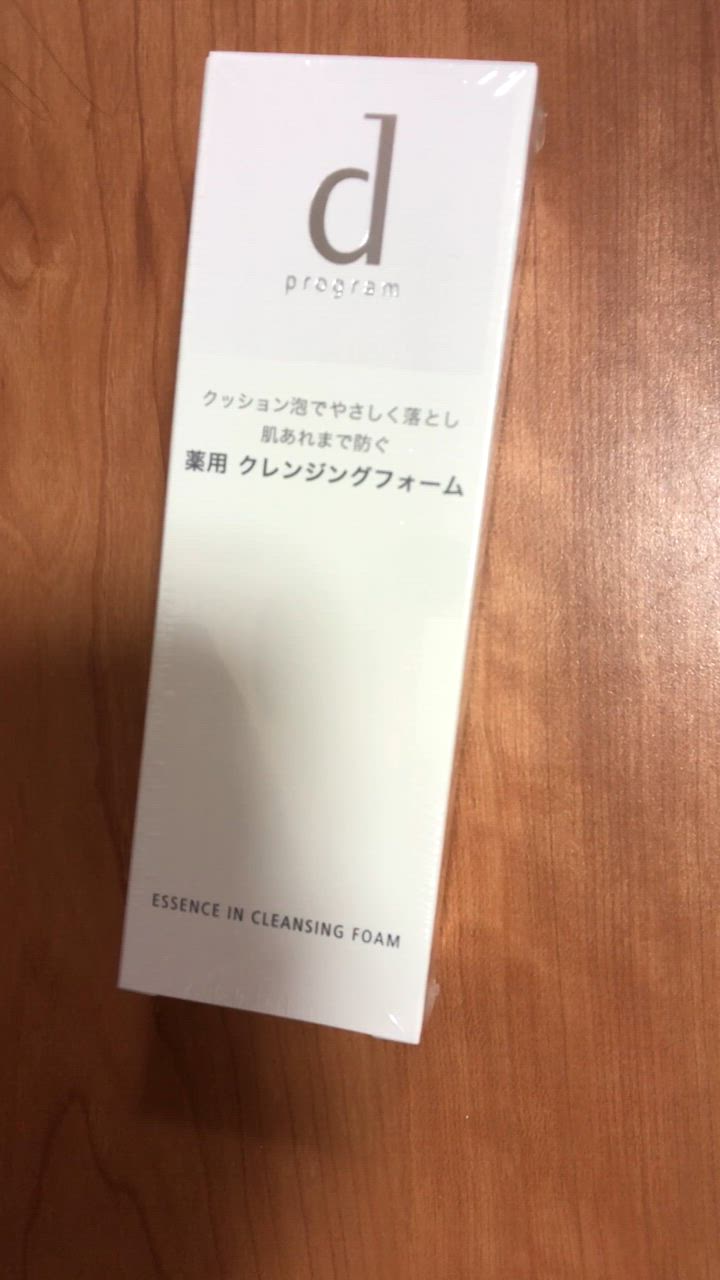 d
program
クッション泡でやさしく落とし
肌あれまで防ぐ
薬用 クレンジングフォーム
ESSENCE IN CLEANSING FOAM